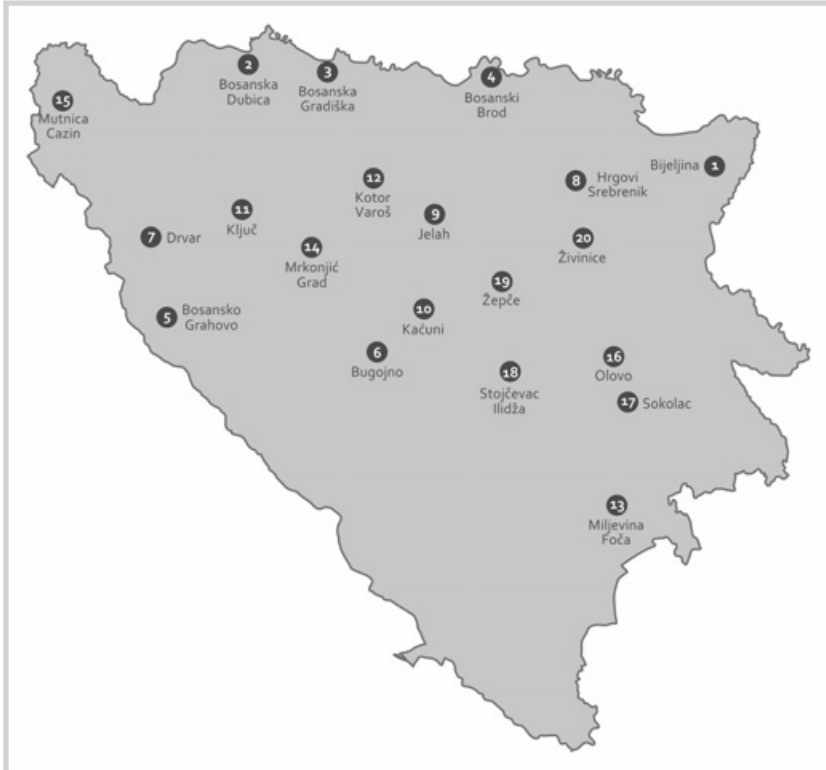 2
Bosanska
Dubica
3
Bosanska
Gradiška
4
Bosanski
Brod
15
Mutnica
Cazin
Bijeljina 1
8 Hrgovi
Srebrenik
12
Kotor
Varoš
11
Ključ
9
Jelah
7 Drvar
14
Mrkonjić
Grad
20
Živinice
19
Žepče
5 Bosansko
Grahovo
10
Kaćuni
6
Bugojno
18
Stojčevac
Ilidža
16
Olovo
17 Sokolac
13
Miljevina
Foča